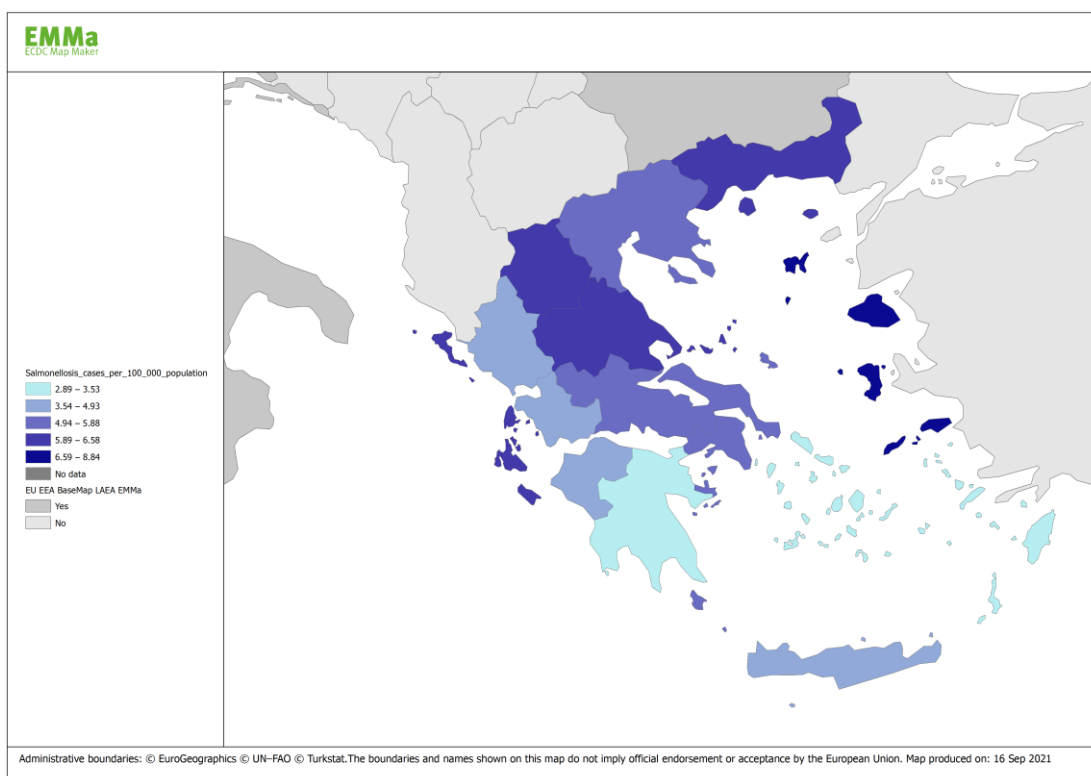 EMMa
ECDC Map Maker
Salmonellosis_cases_per_100_000_population
2.89 – 3.53
3.54 – 4.93
4.94 – 5.88
5.89 – 6.58
6.59 – 8.84
No data
EU EEA BaseMap LAEA EMMa
Yes
No
Administrative boundaries: © EuroGeographics © UN–FAO © Turkstat.The boundaries and names shown on this map do not imply official endorsement or acceptance by the European Union. Map produced on: 16 Sep 2021